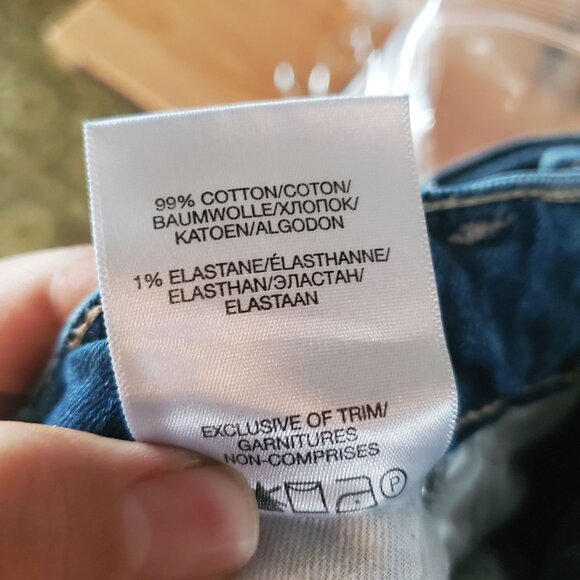 99% COTTON/COTON/
BAUMWOLLE/ХЛОПОК/
KATOEN/ALGODON
1% ELASTANE/ÉLASTHANNE/
ELASTHAN/ЭЛАСТАН/
ELASTAAN
EXCLUSIVE OF TRIM/
GARNITURES
NON-COMPRISES
P